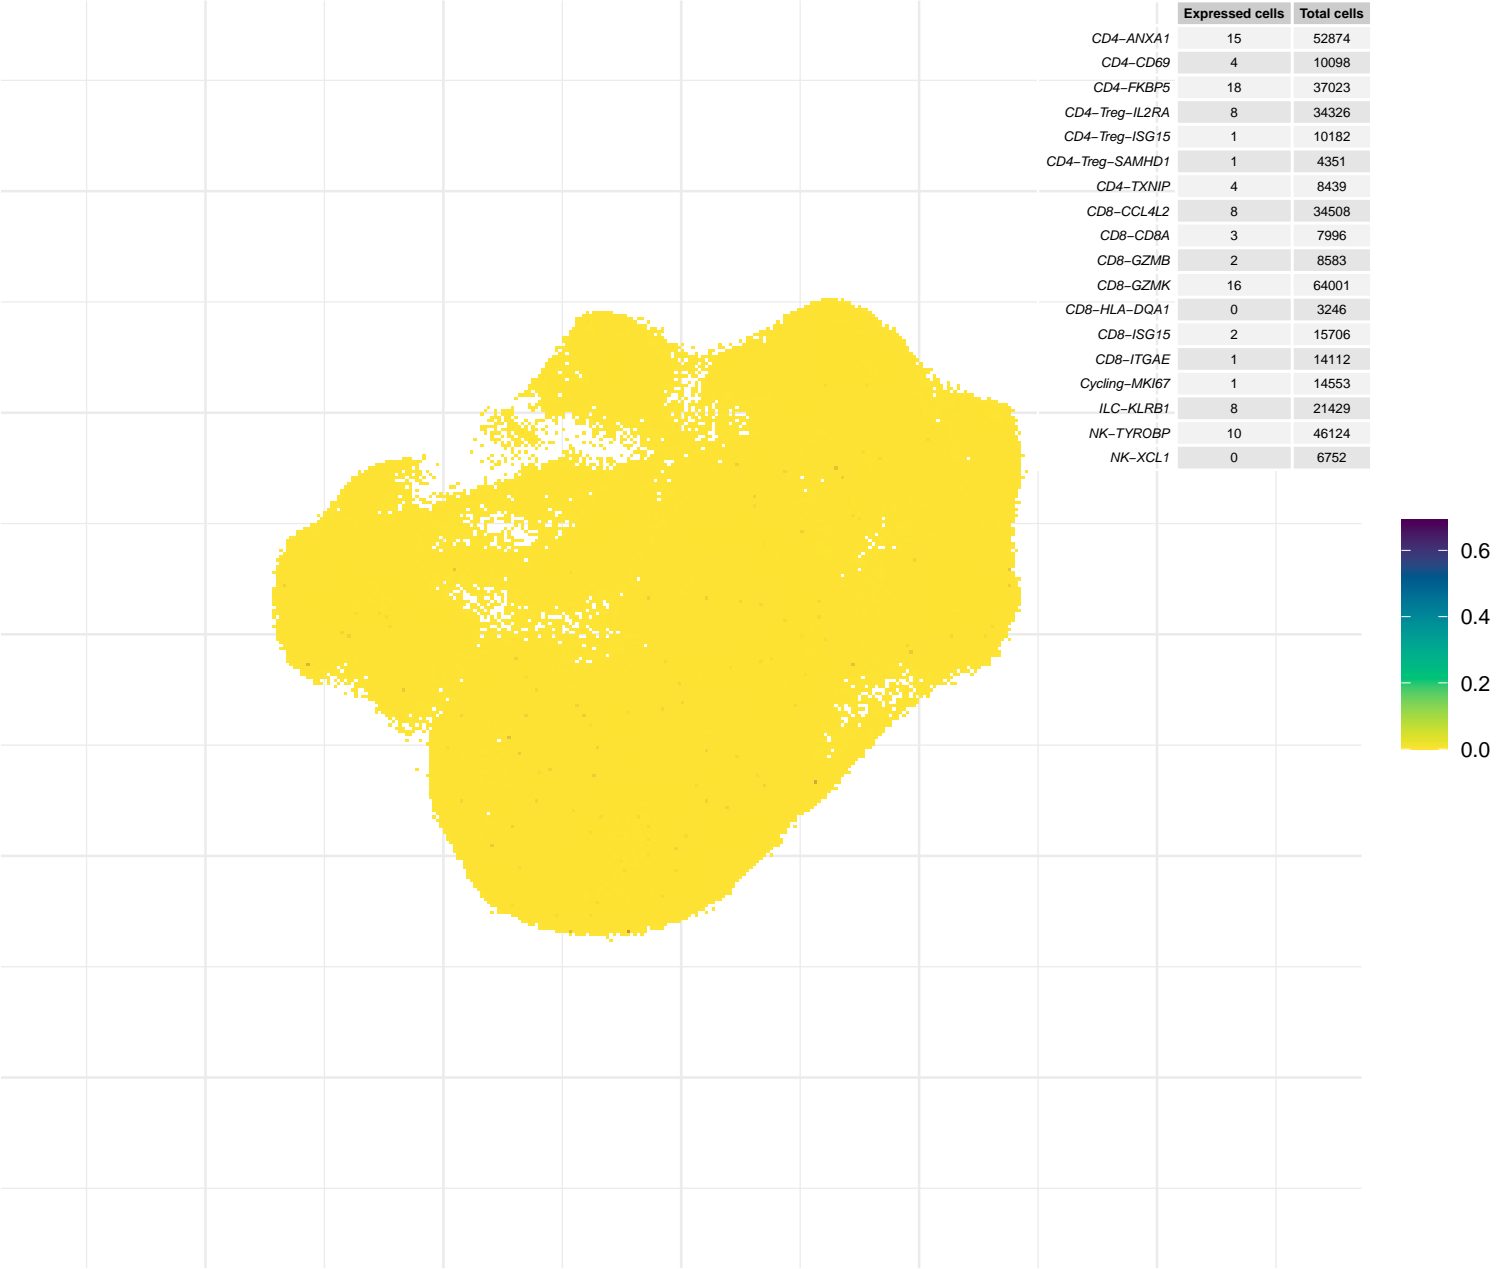 Expressed cells Total cells
CD4−ANXA1 15 52874
CD4−CD69 4 10098
CD4−FKBP5 18 37023
CD4−Treg−IL2RA 8 34326
CD4−Treg−ISG15 1 10182
CD4−Treg−SAMHD1 1 4351
CD4−TXNIP 4 8439
CD8−CCL4L2 8 34508
CD8−CD8A 3 7996
CD8−GZMB 2 8583
CD8−GZMK 16 64001
CD8−HLA−DQA1 0 3246
CD8−ISG15 2 15706
CD8−ITGAE 1 14112
Cycling−MKI67 1 14553
ILC−KLRB1 8 21429
NK−TYROBP 10 46124
NK−XCL1 0 6752
0.6
0.4
0.2
0.0